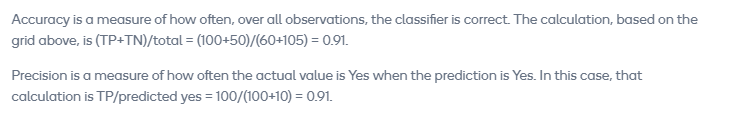 Accuracy is a measure of how often, over all observations, the classifier is correct. The calculation, based on the
grid above, is (TP+TN)/total = (100+50)/(60+105) = 0.91.
Precision is a measure of how often the actual value is Yes when the prediction is Yes. In this case, that
calculation is TP/predicted yes = 100/(100+10) = 0.91.